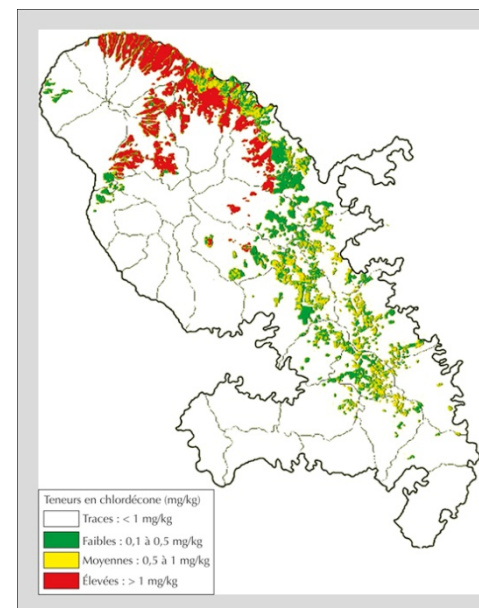 Teneurs en chlordécone (mg/kg)
Traces : < 1 mg/kg
Faibles : 0,1 à 0,5 mg/kg
Moyennes : 0,5 à 1 mg/kg
Élevées : > 1 mg/kg